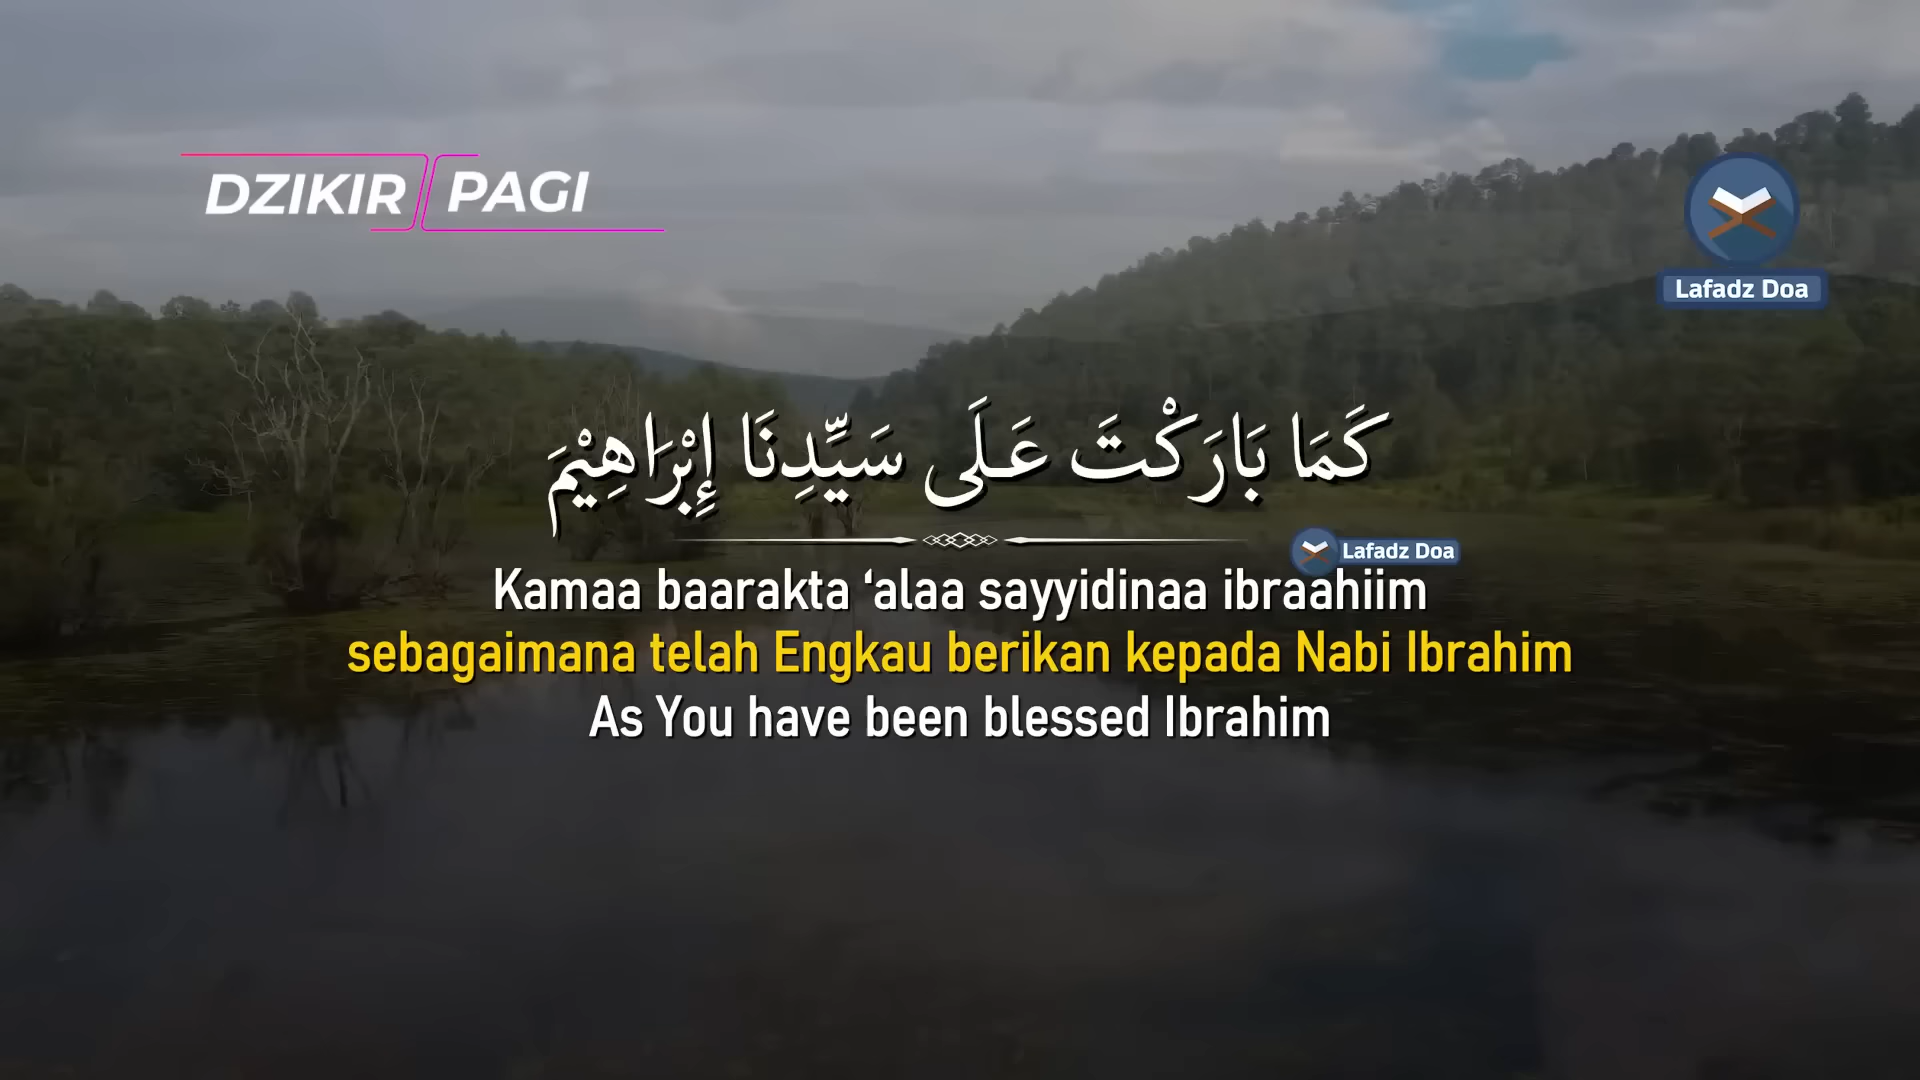 DZIKIR PAGI
Lafadz Doa
كَمَا بَارَكْتَ عَلَى سَيِّدِنَا إِبْرَاهِيْمَ
Lafadz Doa
Kamaa baarakta ‘alaa sayyidinaa ibraahiim
sebagaimana telah Engkau berikan kepada Nabi Ibrahim
As You have been blessed Ibrahim